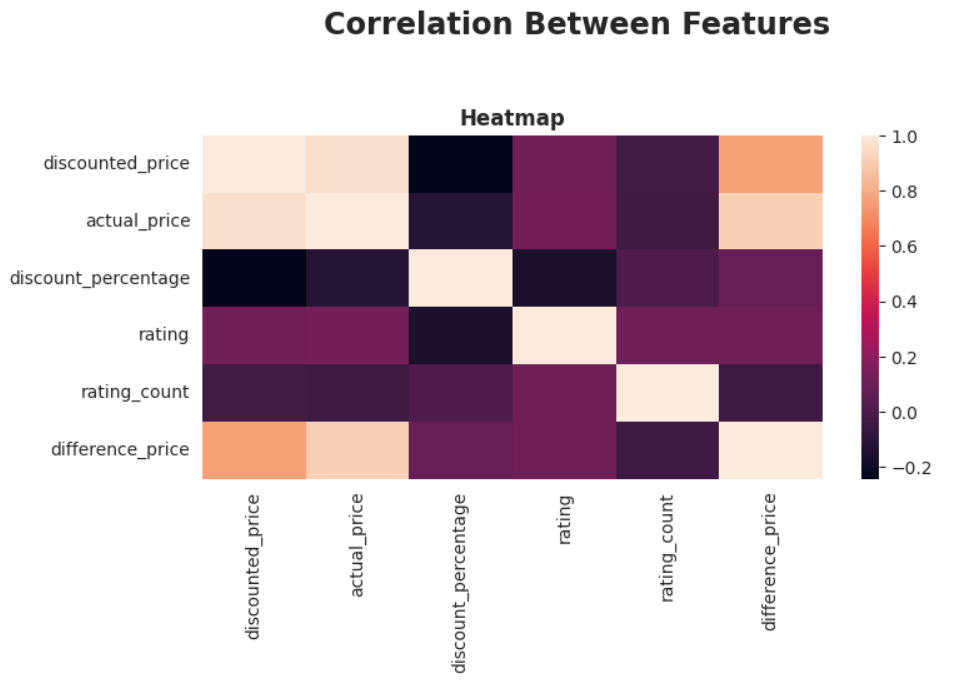 Correlation Between Features
Heatmap
discounted_price
actual_price
discount_percentage
rating
rating_count
difference_price
1.0
0.8
0.6
0.4
0.2
0.0
−0.2
discounted_price
actual_price
discount_percentage
rating
rating_count
difference_price